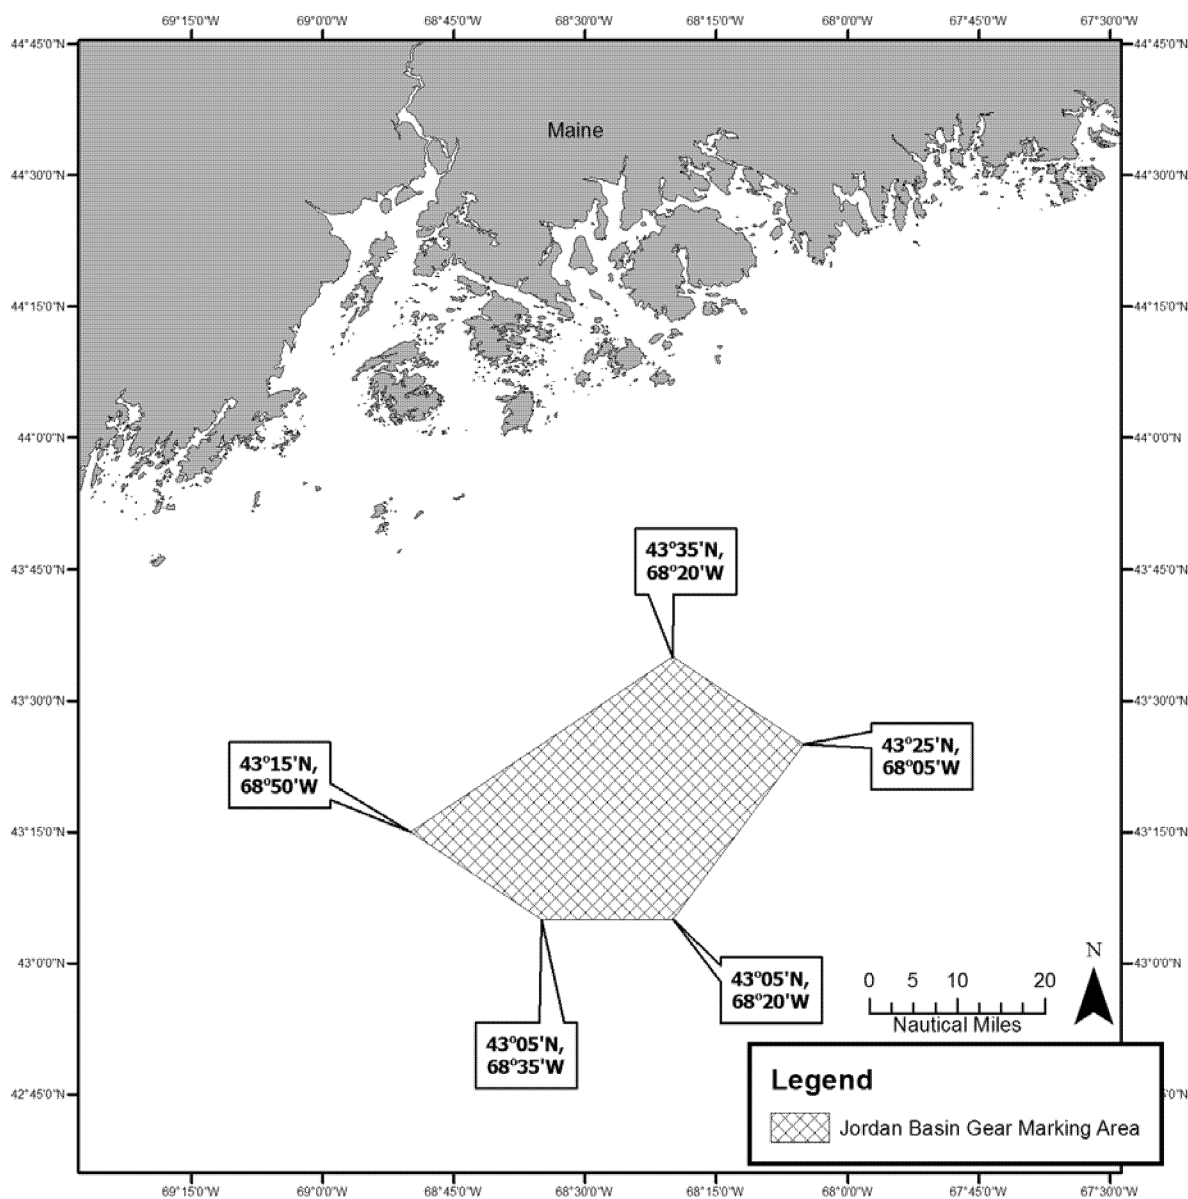 69°15'0"W 69°0'0"W 68°45'0"W 68°30'0"W 68°15'0"W 68°0'0"W 67°45'0"W 67°30'0"W
44°45'0"N 44°45'0"N
Maine
44°30'0"N 44°30'0"N
44°15'0"N 44°15'0"N
44°0'0"N 44°0'0"N
43°35'N,
68°20'W
43°45'0"N 43°45'0"N
43°30'0"N 43°30'0"N
43°25'N,
68°05'W
43°15'N,
68°50'W
43°15'0"N 43°15'0"N
43°0'0"N 43°0'0"N
43°05'N,
68°20'W
N
0 5 10 20
Nautical Miles
43°05'N,
68°35'W
42°45'0"N 5'0"N
Legend
Jordan Basin Gear Marking Area
69°15'0"W 69°0'0"W 68°45'0"W 68°30'0"W 68°15'0"W 68°0'0"W 67°45'0"W 67°30'0"W